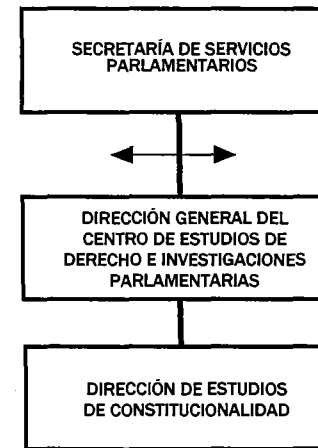 SECRETARÍA DE SERVICIOS
PARLAMENTARIOS
DIRECCIÓN GENERAL DEL
CENTRO DE ESTUDIOS DE
DERECHO E INVESTIGACIONES
PARLAMENTARIAS
DIRECCIÓN DE ESTUDIOS
DE CONSTITUCIONALIDAD